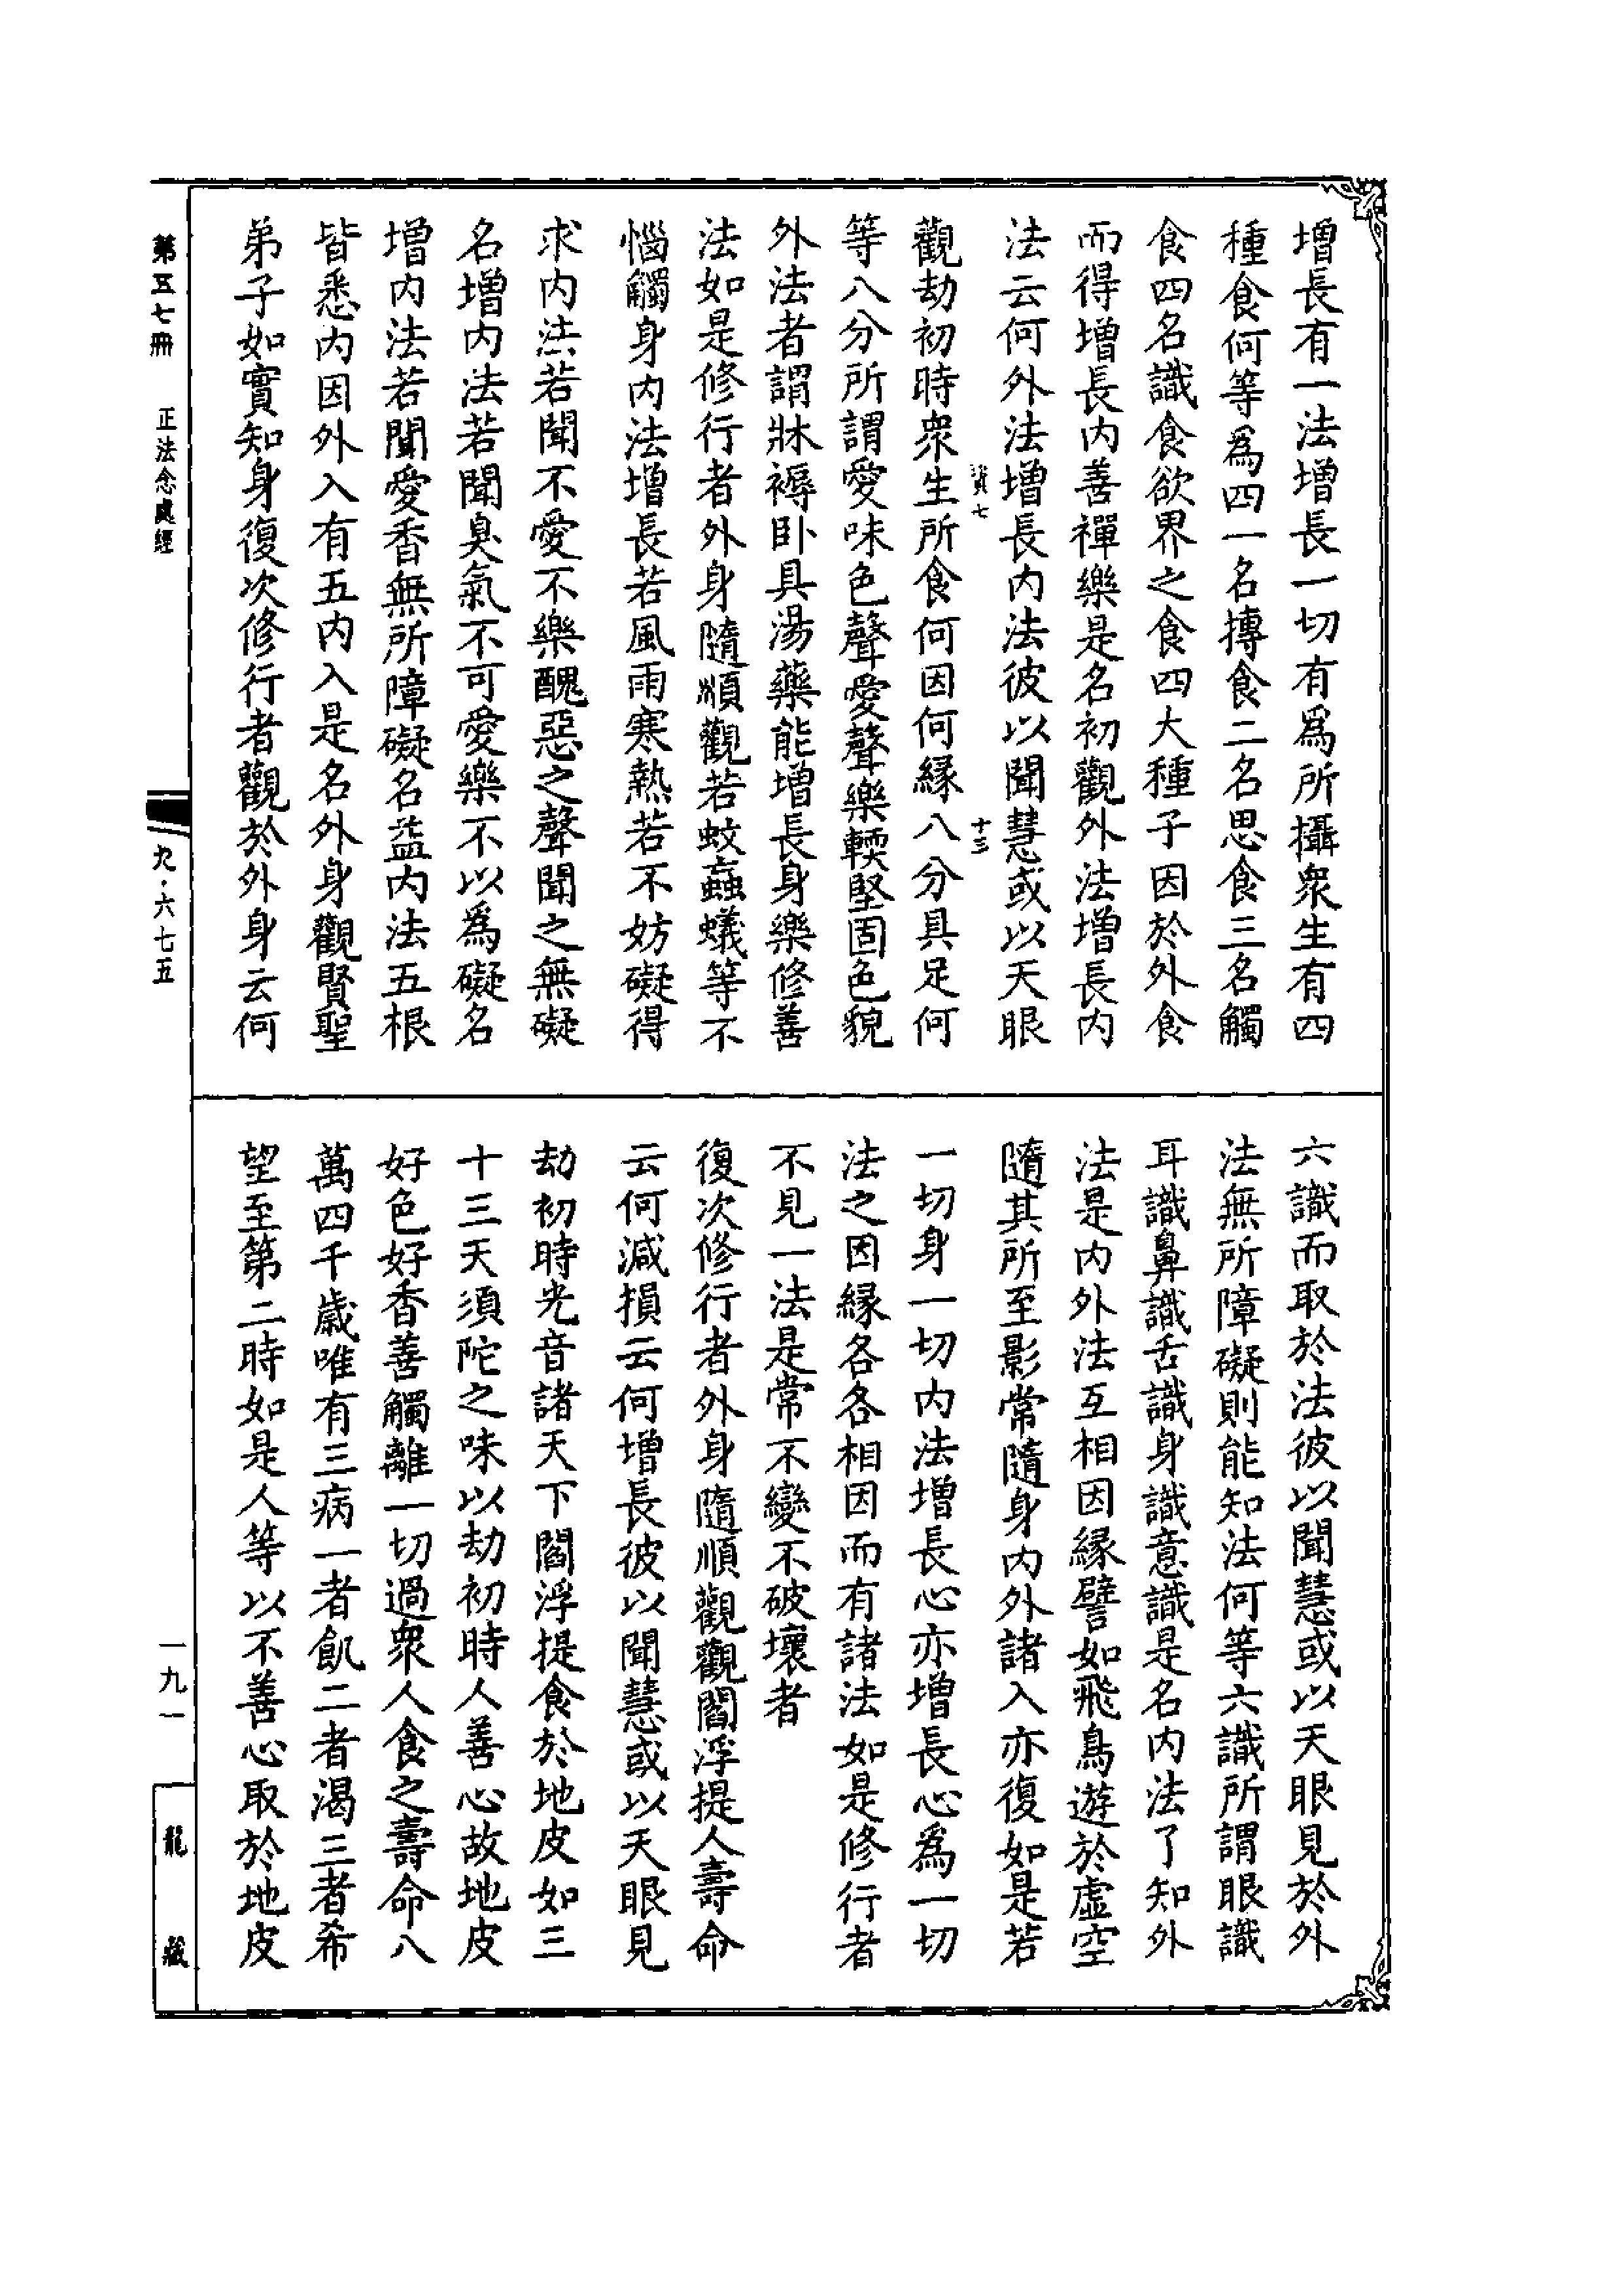 增長有一法增長一切有爲所攝衆生有四
種食何等為四一名摶食二名思食三名觸
食四名識食欲界之食四大種子因於外食
而得增長内善禪樂是名初觀外法增長内
法云何外法增長内法彼以聞慧或以天眼
資七 十三
觀劫初時衆生所食何因何緣八分具足何
等八分所謂愛味色聲愛聲樂輭堅固色貌
外法者謂牀褥卧具湯藥能增長身樂修善
法如是修行者外身隨順觀若蚊蟁蟻等不
惱觸身内法增長若風雨寒熱若不妨礙得
求内法若聞不愛不樂醜惡之聲聞之無礙
名增内法若聞臭氣不可愛樂不以爲礙名
增内法若聞愛香無所障礙名益内法五根
皆悉内因外入有五内入是名外身觀賢聖
弟子如實知身復次修行者觀於外身云何
六識而取於法彼以聞慧或以天眼見於外
法無所障礙則能知法何等六識所謂眼識
耳識鼻識舌識身識意識是名内法了知外
法是内外法互相因緣譬如飛鳥遊於虛空
隨其所至影常隨身内外諸入亦復如是若
一切身一切内法增長心亦增長心為一切
法之因緣各各相因而有諸法如是修行者
不見一法是常不變不破壞者
復次修行者外身隨順觀觀閻浮提人壽命
云何減損云何增長彼以聞慧或以天眼見
劫初時光音諸天下閻浮提食於地皮如三
十三天須陀之味以劫初時人善心故地皮
好色好香善觸離一切過衆人食之壽命八
萬四千歲唯有三病一者飢二者渴三者希
望至第二時如是人等以不善心取於地皮
第五七冊 正法念處經
九·六七五
一九一
龍藏